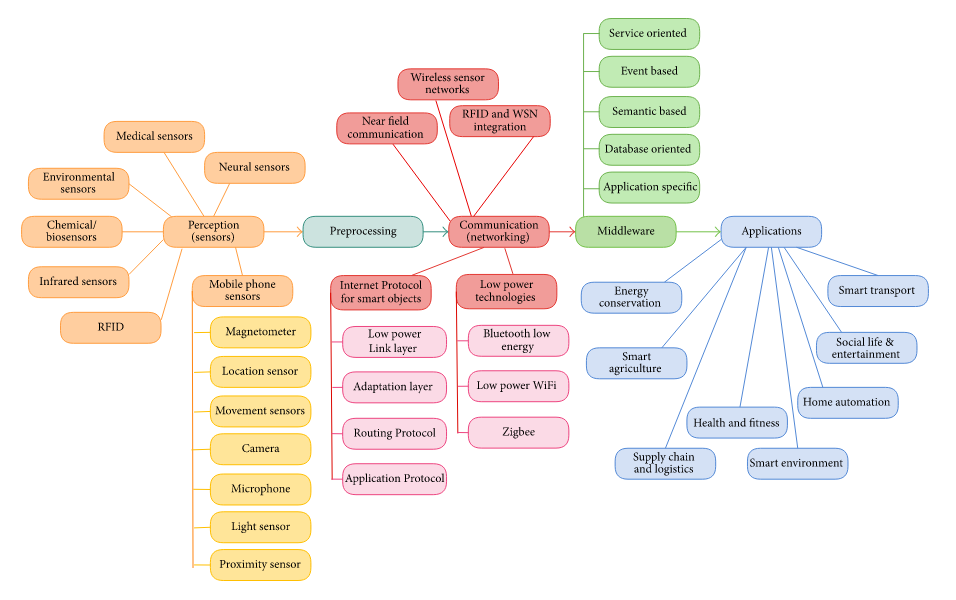 Service oriented
Event based
Semantic based
Database oriented
Application specific
Wireless sensor
networks
Near field
communication
RFID and WSN
integration
Medical sensors
Neural sensors
Environmental
sensors
Chemical/
biosensors
Infrared sensors
RFID
Perception
(sensors)
Preprocessing
Communication
(networking)
Middleware
Applications
Mobile phone
sensors
Magnetometer
Location sensor
Movement sensors
Camera
Microphone
Light sensor
Proximity sensor
Internet Protocol
for smart objects
Low power
Link layer
Adaptation layer
Routing Protocol
Application Protocol
Low power
technologies
Bluetooth low
energy
Low power WiFi
Zigbee
Energy
conservation
Smart
agriculture
Supply chain
and logistics
Health and fitness
Smart environment
Home automation
Social life &
entertainment
Smart transport